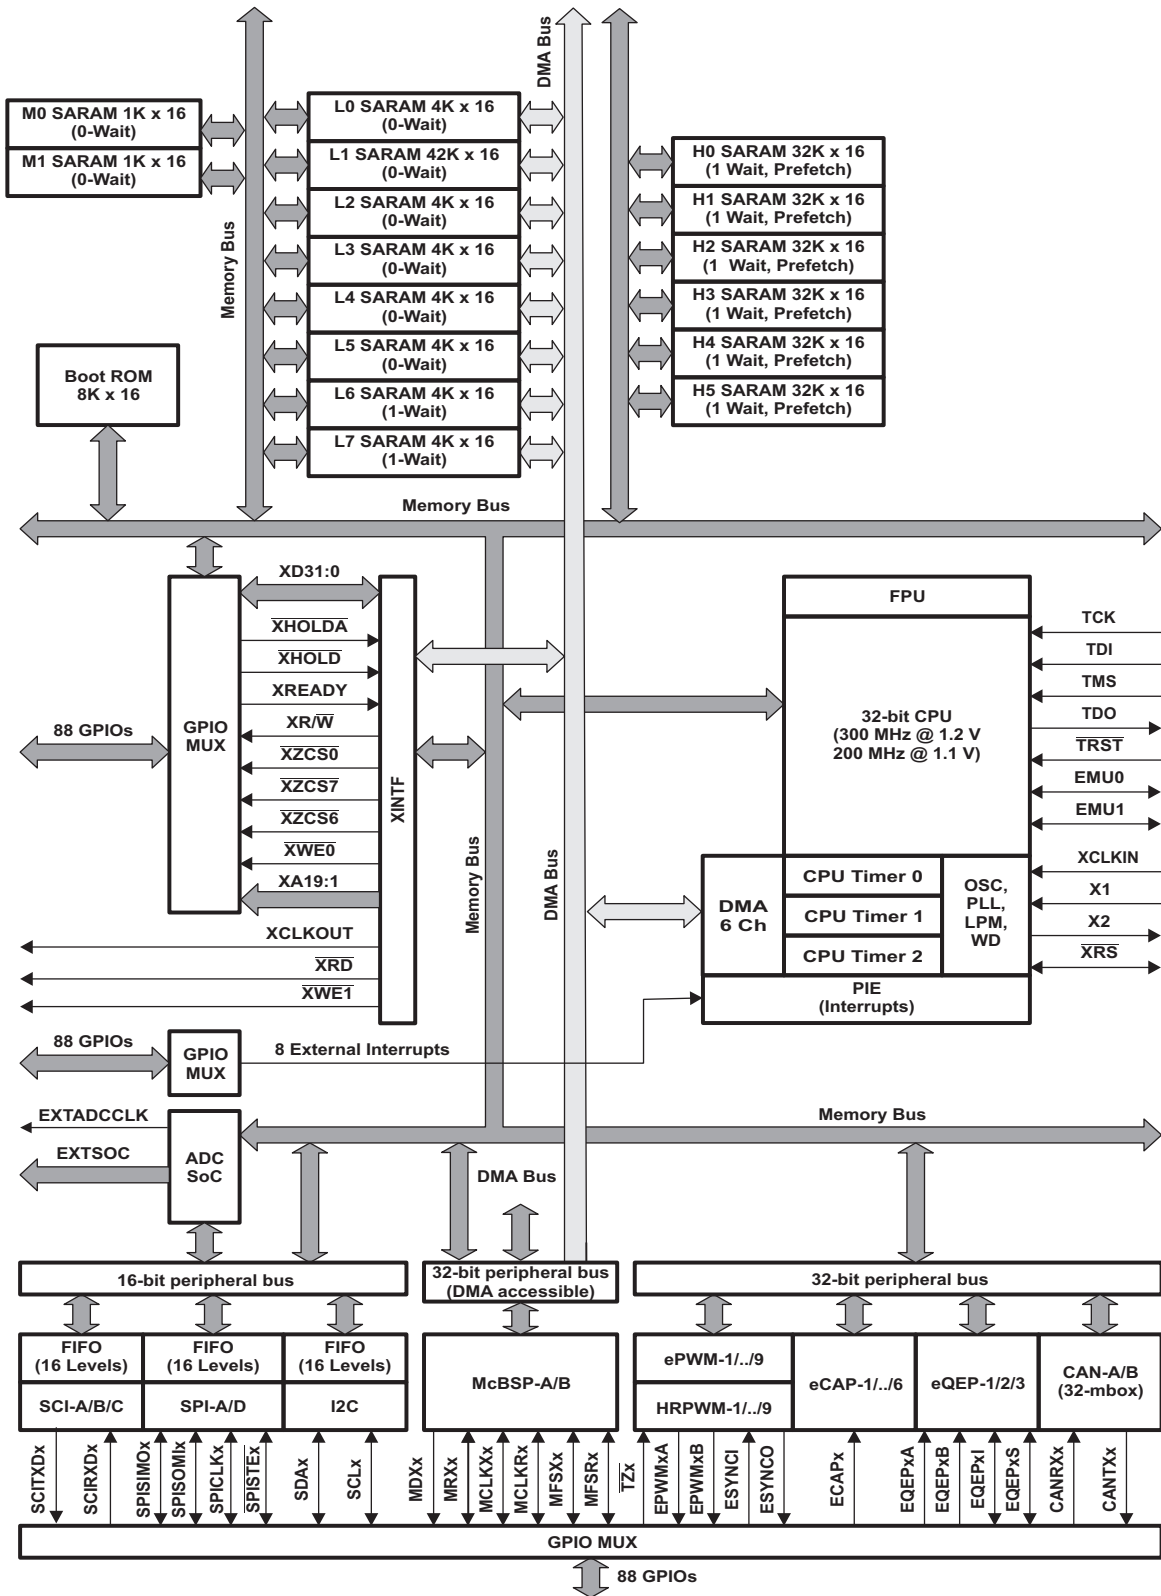 DMA Bus
M0 SARAM 1K x 16
(0-Wait)
M1 SARAM 1K x 16
(0-Wait)
L0 SARAM 4K x 16
(0-Wait)
L1 SARAM 42K x 16
(0-Wait)
L2 SARAM 4K x 16
(0-Wait)
L3 SARAM 4K x 16
(0-Wait)
L4 SARAM 4K x 16
(0-Wait)
L5 SARAM 4K x 16
(0-Wait)
L6 SARAM 4K x 16
(1-Wait)
L7 SARAM 4K x 16
(1-Wait)
H0 SARAM 32K x 16
(1 Wait, Prefetch)
H1 SARAM 32K x 16
(1 Wait, Prefetch)
H2 SARAM 32K x 16
(1 Wait, Prefetch)
H3 SARAM 32K x 16
(1 Wait, Prefetch)
H4 SARAM 32K x 16
(1 Wait, Prefetch)
H5 SARAM 32K x 16
(1 Wait, Prefetch)
Memory Bus
Boot ROM
8K x 16
Memory Bus
88 GPIOs
GPIO
MUX
XD31:0
XHOLDA
XHOLD
XREADY
XR/W
XZCS0
XZCS7
XZCS6
XWE0
XA19:1
XCLKOUT
XRD
XWE1
XINTF
Memory Bus
DMA Bus
FPU
32-bit CPU
(300 MHz @ 1.2 V
200 MHz @ 1.1 V)
TCK
TDI
TMS
TDO
TRST
EMU0
EMU1
XCLKIN
X1
X2
XRS
DMA
6 Ch
CPU Timer 0
CPU Timer 1
CPU Timer 2
OSC,
PLL,
LPM,
WD
PIE
(Interrupts)
88 GPIOs
GPIO
MUX
8 External Interrupts
EXTADCCLK
EXTSOC
ADC
SoC
Memory Bus
DMA Bus
16-bit peripheral bus
32-bit peripheral bus
(DMA accessible)
32-bit peripheral bus
FIFO
(16 Levels)
FIFO
(16 Levels)
FIFO
(16 Levels)
SCI-A/B/C
SPI-A/D
I2C
McBSP-A/B
ePWM-1/../9
HRPWM-1/../9
eCAP-1/../6
eQEP-1/2/3
CAN-A/B
(32-mbox)
SCITXDx
SCIRXDx
SPISIMOx
SPISOMIx
SPICLKx
SPISTEx
SDAx
SCLx
MDXx
MRXx
MCLKXx
MCLKRx
MFSXx
MFSRx
TZx
EPWMxA
EPWMxB
ESYNCI
ESYNCO
ECAPx
EQEPxA
EQEPxB
EQEPxI
EQEPxS
CANRXx
CANTXx
GPIO MUX
88 GPIOs